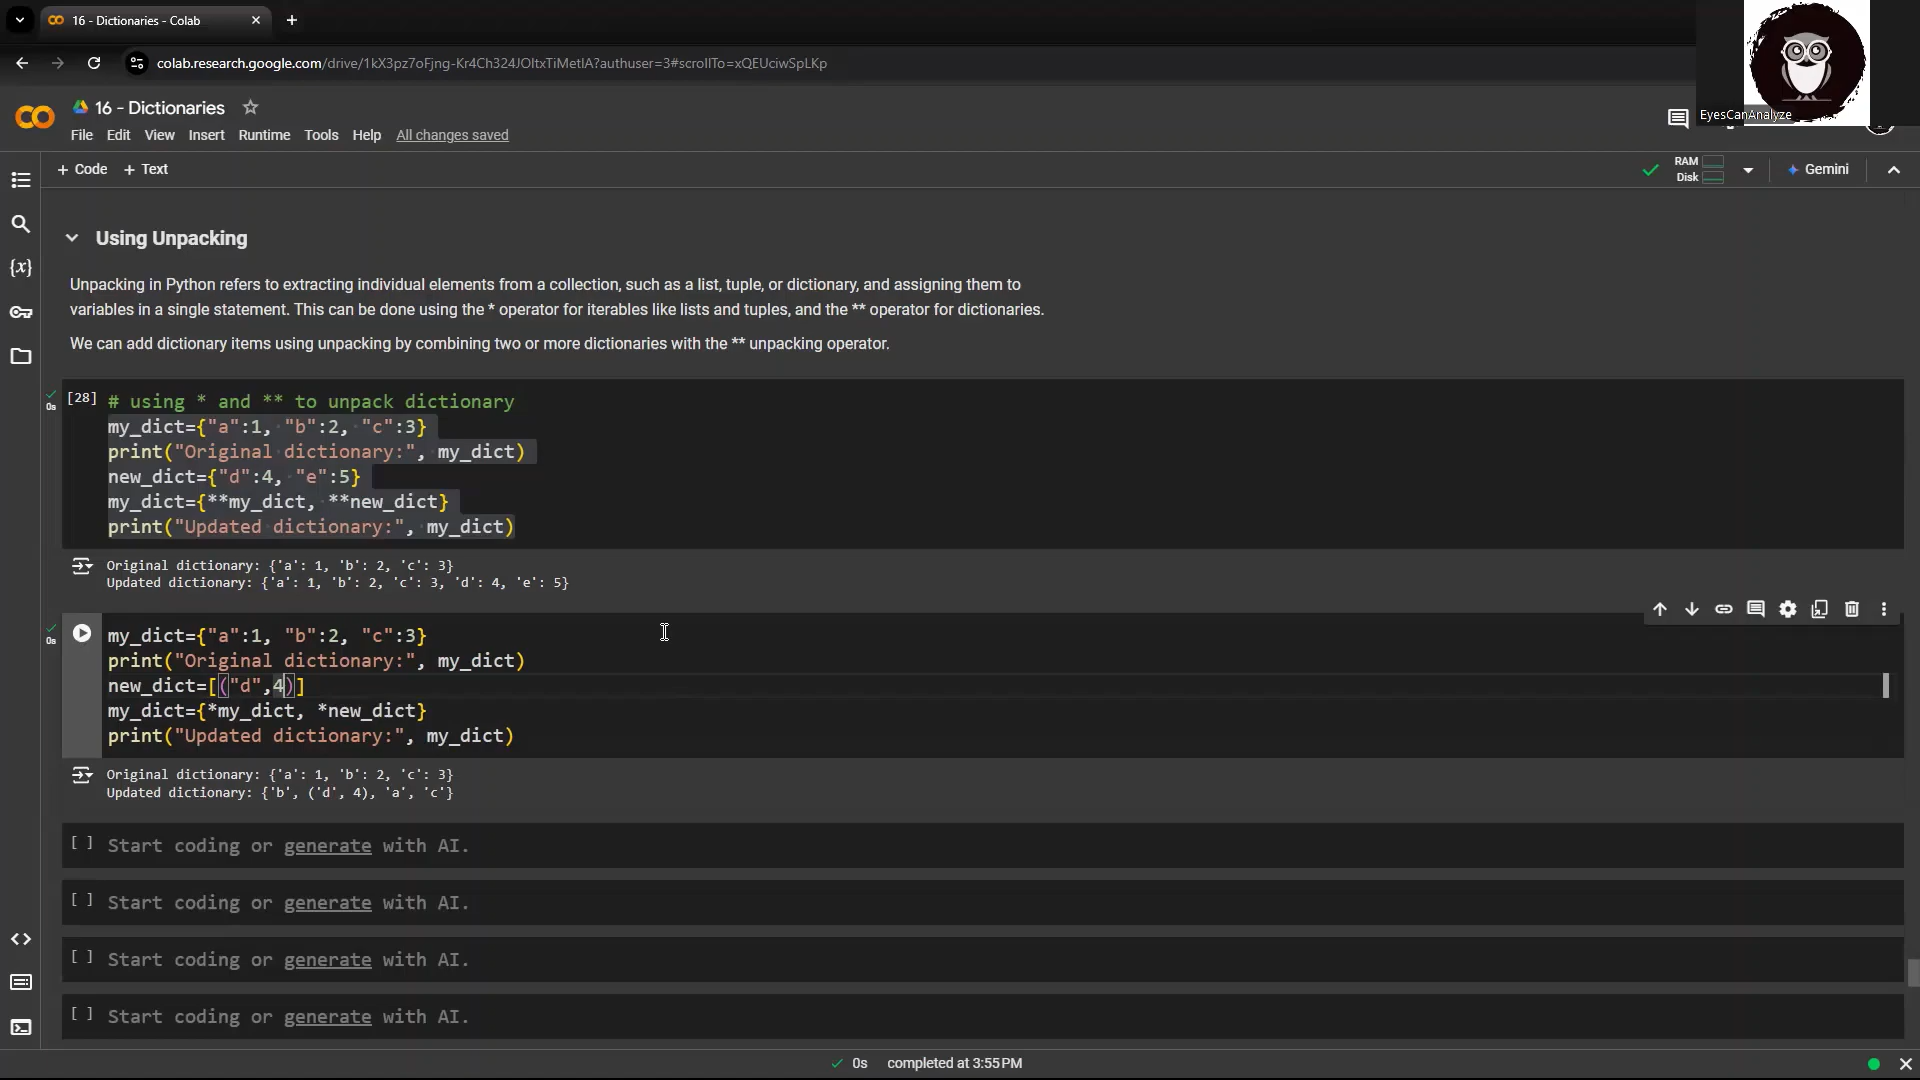 16 - Dictionaries - Colab
colab.research.google.com/drive/1kX3pz7oFjng-Kr4Ch324JOItxTiMetlA?authuser=3#scrollTo=xQEUciwSpLKp
16 - Dictionaries
EyesCanAnalyze
File Edit View Insert Runtime Tools Help All changes saved
+ Code + Text
RAM
Disk
Gemini
Using Unpacking
Unpacking in Python refers to extracting individual elements from a collection, such as a list, tuple, or dictionary, and assigning them to
variables in a single statement. This can be done using the * operator for iterables like lists and tuples, and the ** operator for dictionaries.
We can add dictionary items using unpacking by combining two or more dictionaries with the ** unpacking operator.
0s [28] # using * and ** to unpack dictionary
my_dict={"a":1, "b":2, "c":3}
print("Original dictionary:", my_dict)
new_dict={"d":4, "e":5}
my_dict={**my_dict, **new_dict}
print("Updated dictionary:", my_dict)
Original dictionary: {'a': 1, 'b': 2, 'c': 3}
Updated dictionary: {'a': 1, 'b': 2, 'c': 3, 'd': 4, 'e': 5}
0s my_dict={"a":1, "b":2, "c":3}
print("Original dictionary:", my_dict)
new_dict=[("d",4)]
my_dict={*my_dict, *new_dict}
print("Updated dictionary:", my_dict)
Original dictionary: {'a': 1, 'b': 2, 'c': 3}
Updated dictionary: {'b', ('d', 4), 'a', 'c'}
[ ] Start coding or generate with AI.
[ ] Start coding or generate with AI.
[ ] Start coding or generate with AI.
[ ] Start coding or generate with AI.
0s completed at 3:55 PM